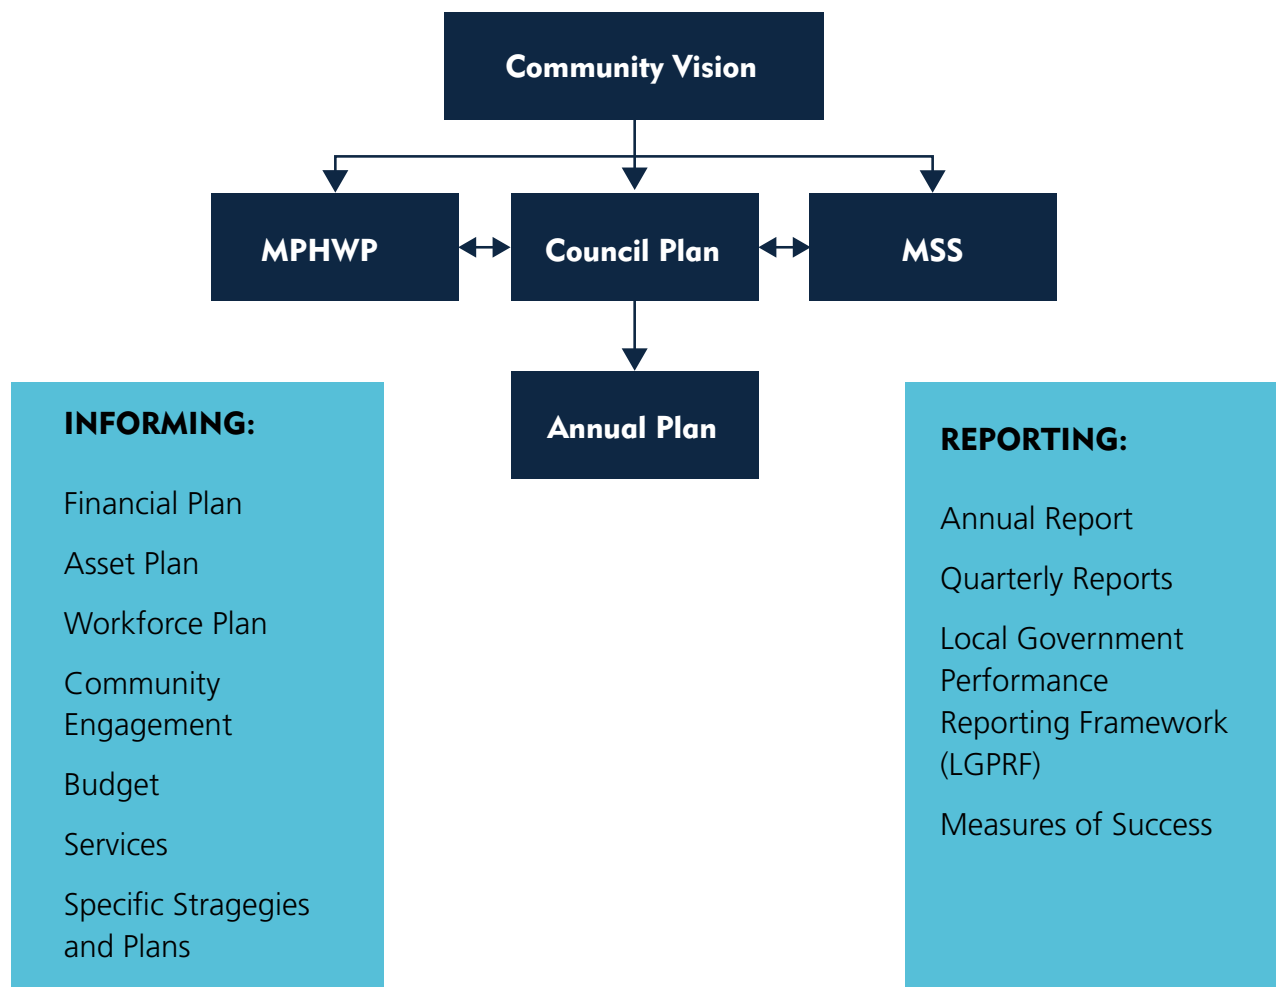 Community Vision
MPHWP
Council Plan
MSS
Annual Plan
INFORMING:
Financial Plan
Asset Plan
Workforce Plan
Community
Engagement
Budget
Services
Specific Stragegies
and Plans
REPORTING:
Annual Report
Quarterly Reports
Local Government
Performance
Reporting Framework
(LGPRF)
Measures of Success